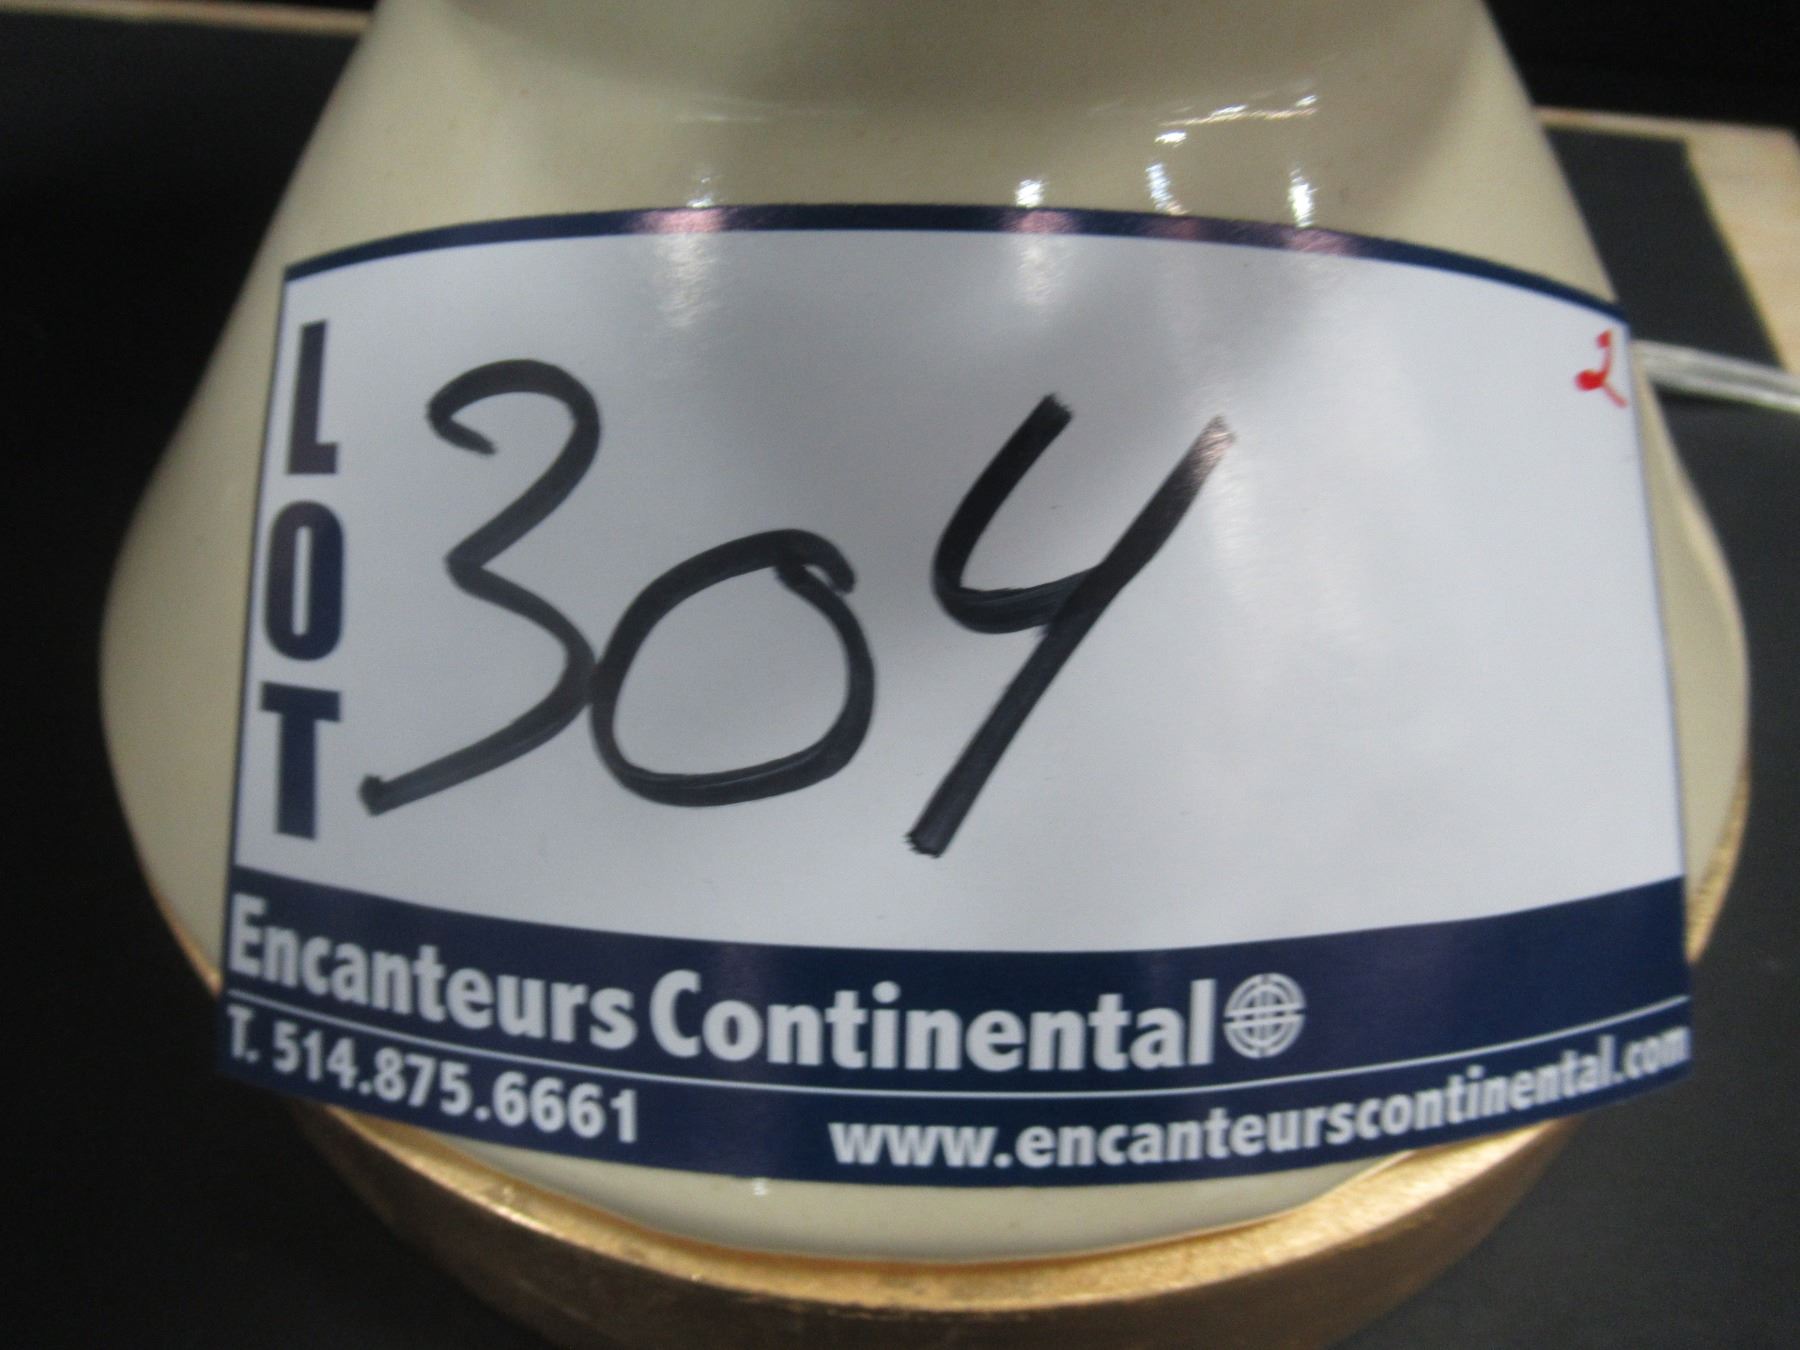 LOT
304
2
Encanteurs Continental
T. 514.875.6661
www.encanteurscontinental.com